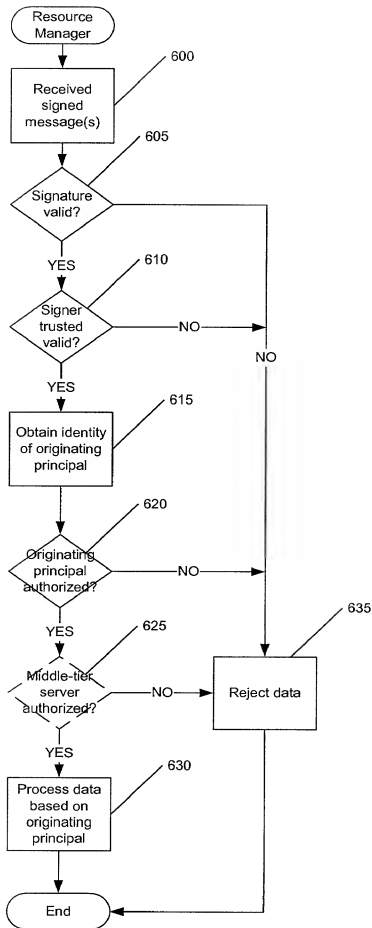 Resource
Manager
600
Received
signed
message(s)
605
Signature
valid?
YES
610
Signer
trusted
valid?
NO
NO
YES
615
Obtain identity
of originating
principal
620
Originating
principal
authorized?
NO
YES
625
635
Middle-tier
server
authorized?
NO
Reject data
YES
630
Process data
based on
originating
principal
End